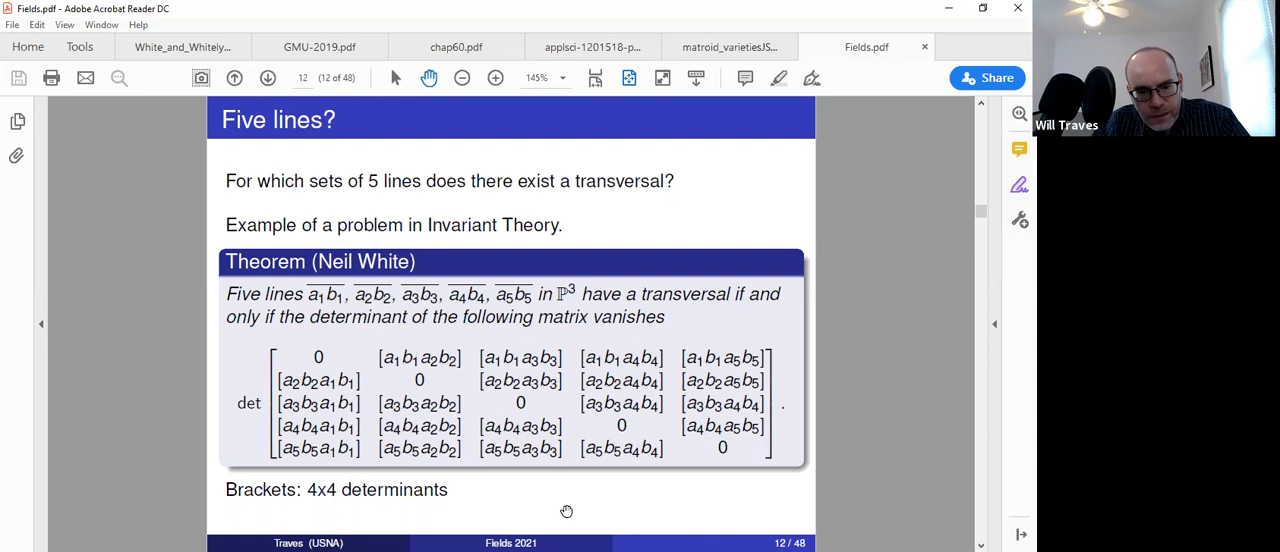 Fields.pdf - Adobe Acrobat Reader DC
File Edit View Window Help
Home Tools White_and_Whitely,... GMU-2019.pdf chap60.pdf applsci-1201518-p... matroid_varietiesJS... Fields.pdf ×
12 (12 of 48) 145% Share
Will Traves
Five lines?
For which sets of 5 lines does there exist a transversal?
Example of a problem in Invariant Theory.
Theorem (Neil White)
Five lines a₁b₁, a₂b₂, a₃b₃, a₄b₄, a₅b₅ in ℙ³ have a transversal if and
only if the determinant of the following matrix vanishes
0 [a₁b₁a₂b₂] [a₁b₁a₃b₃] [a₁b₁a₄b₄] [a₁b₁a₅b₅]
[a₂b₂a₁b₁] 0 [a₂b₂a₃b₃] [a₂b₂a₄b₄] [a₂b₂a₅b₅]
det [a₃b₃a₁b₁] [a₃b₃a₂b₂] 0 [a₃b₃a₄b₄] [a₃b₃a₄b₄] .
[a₄b₄a₁b₁] [a₄b₄a₂b₂] [a₄b₄a₃b₃] 0 [a₄b₄a₅b₅]
[a₅b₅a₁b₁] [a₅b₅a₂b₂] [a₅b₅a₃b₃] [a₅b₅a₄b₄] 0
Brackets: 4x4 determinants
Traves (USNA) Fields 2021 12 / 48